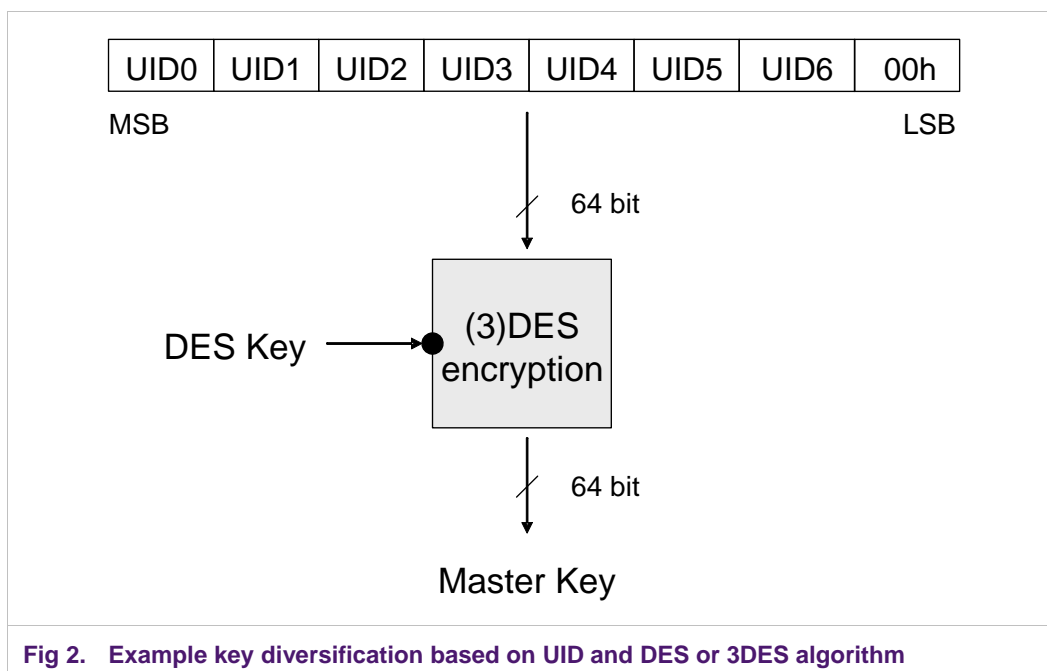 UID0 UID1 UID2 UID3 UID4 UID5 UID6 00h
MSB LSB
64 bit
DES Key
(3)DES
encryption
64 bit
Master Key
Fig 2. Example key diversification based on UID and DES or 3DES algorithm